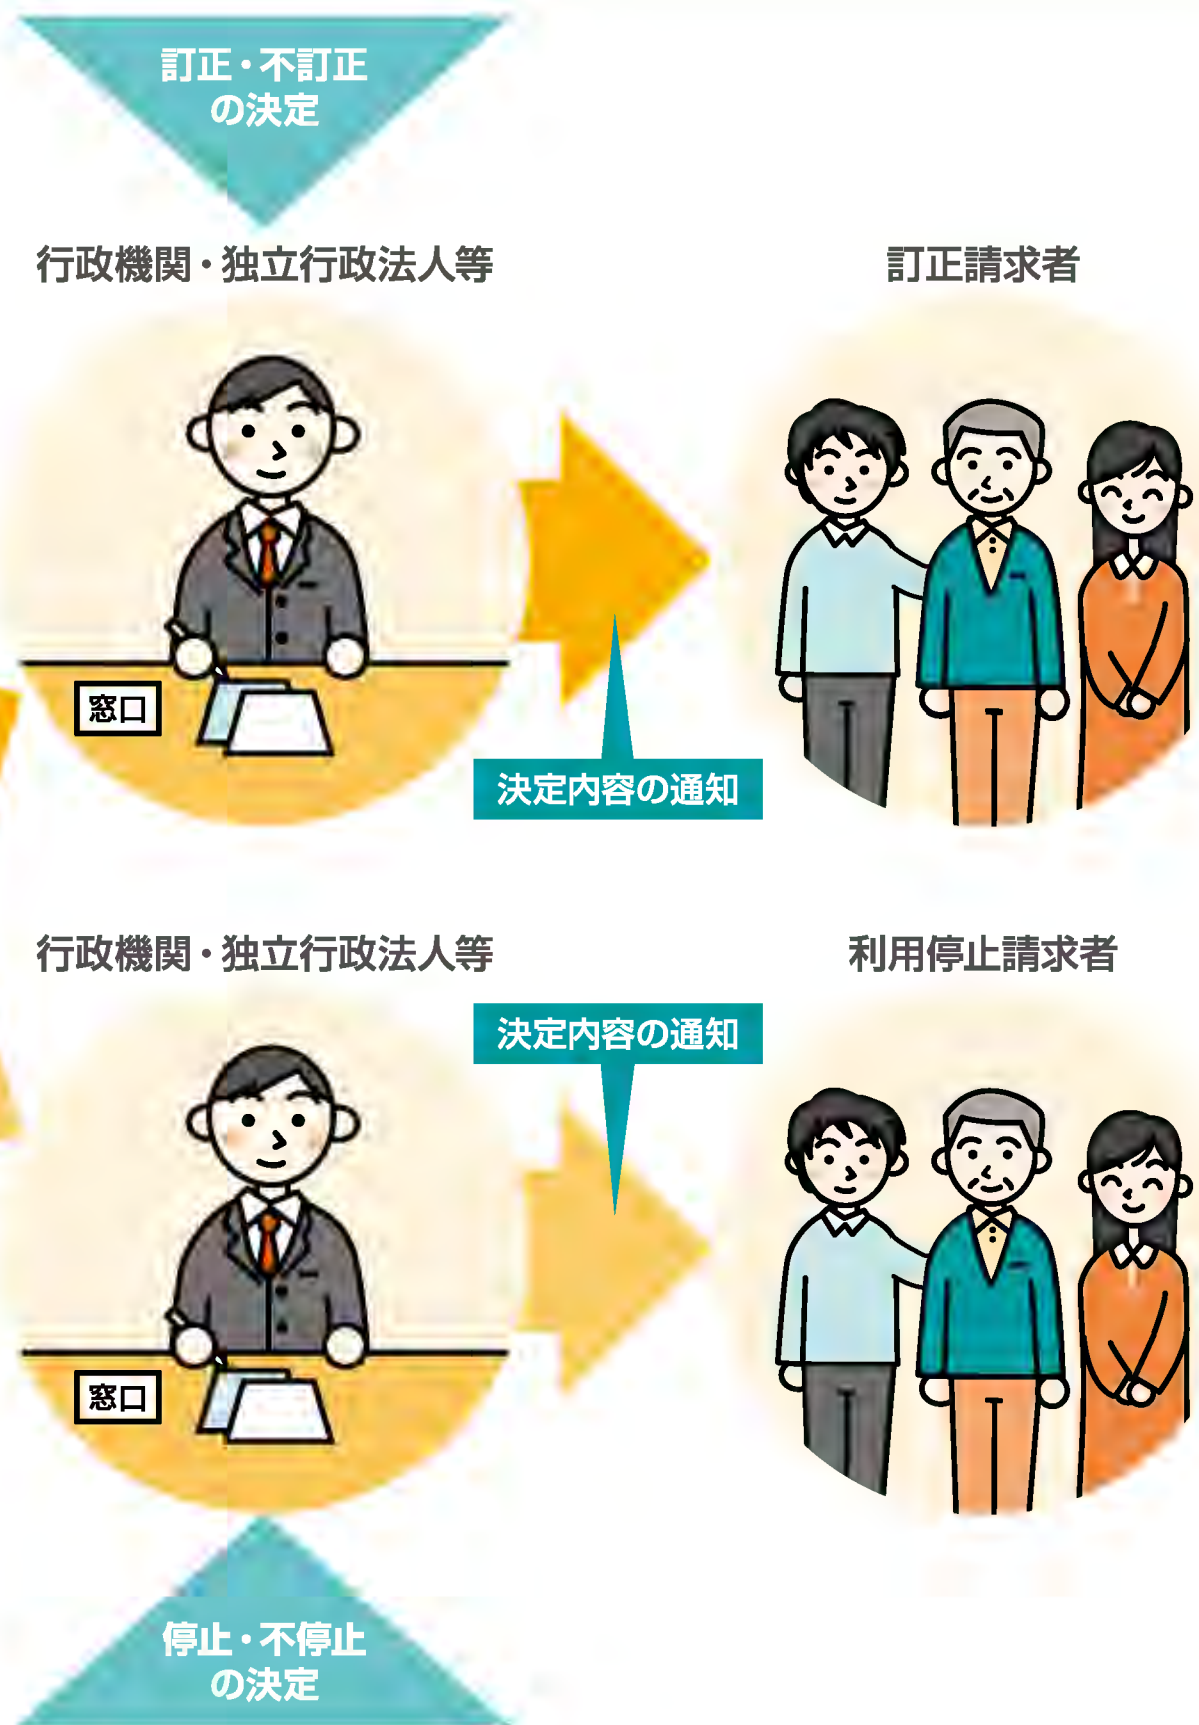 訂正・不訂正
の決定
行政機関・独立行政法人等
訂正請求者
窓口
決定内容の通知
行政機関・独立行政法人等
利用停止請求者
決定内容の通知
窓口
停止・不停止
の決定